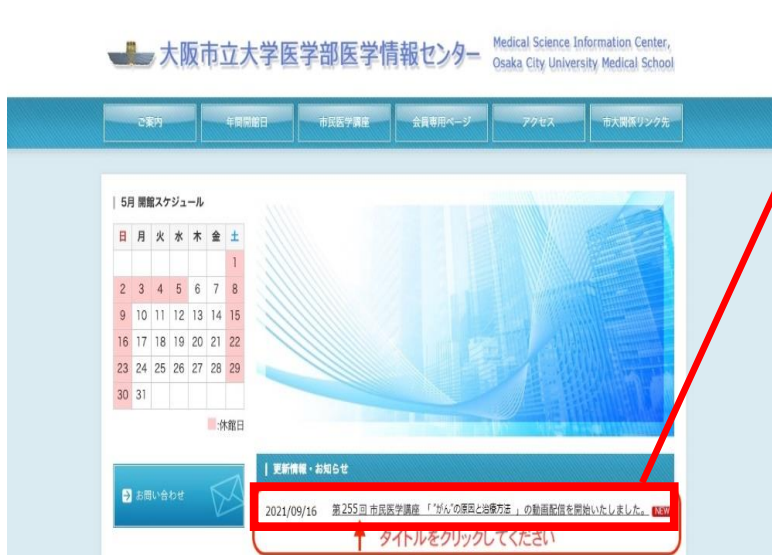 大阪市立大学医学部医学情報センター
Medical Science Information Center,
Osaka City University Medical School
ご案内 年間開館日 市民医学講座 会員専用ページ アクセス 市大関係リンク先
5月 開館スケジュール
日 月 火 水 木 金 土
1
2 3 4 5 6 7 8
9 10 11 12 13 14 15
16 17 18 19 20 21 22
23 24 25 26 27 28 29
30 31
:休館日
お問い合わせ
更新情報・お知らせ
2021/09/16 第255回 市民医学講座 「“がん”の原因と治療方法 」の動画配信を開始いたしました。 NEW
タイトルをクリックしてください